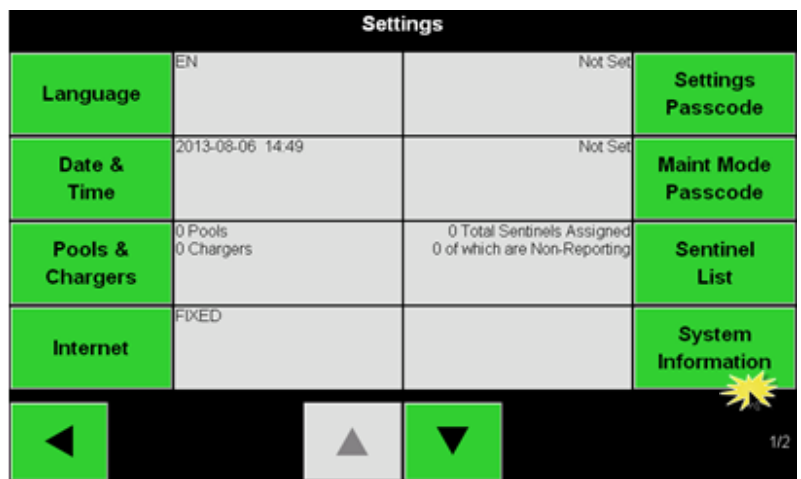 Settings
Language
EN
Not Set
Settings
Passcode
Date &
Time
2013-08-06 14:49
Not Set
Maint Mode
Passcode
Pools &
Chargers
0 Pools
0 Chargers
0 Total Sentinels Assigned
0 of which are Non-Reporting
Sentinel
List
Internet
FIXED
System
Information
1/2